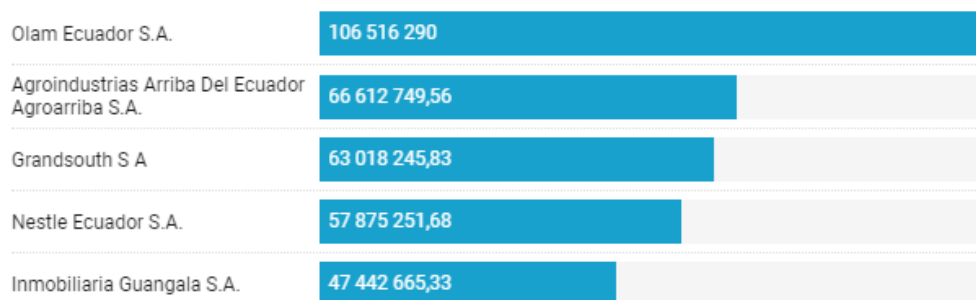 Olam Ecuador S.A.
106 516 290
Agroindustrias Arriba Del Ecuador
Agroarriba S.A.
66 612 749,56
Grandsouth S A
63 018 245,83
Nestle Ecuador S.A.
57 875 251,68
Inmobiliaria Guangala S.A.
47 442 665,33